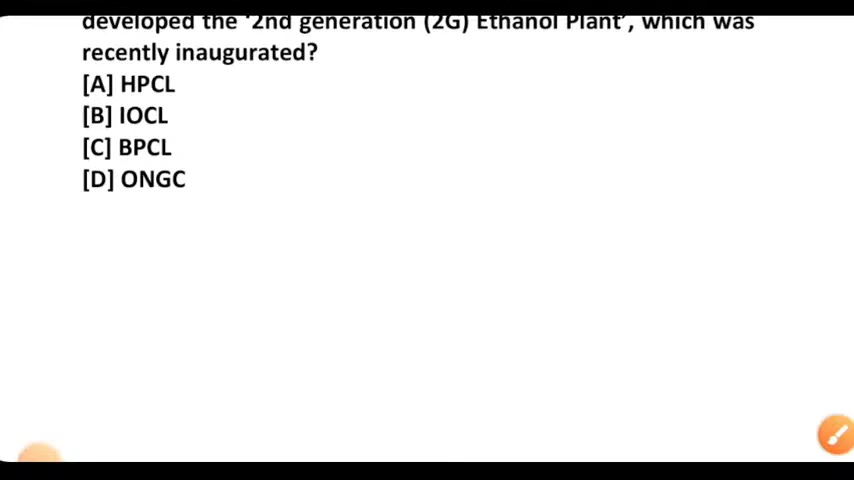 developed the ‘2nd generation (2G) Ethanol Plant’, which was
recently inaugurated?
[A] HPCL
[B] IOCL
[C] BPCL
[D] ONGC